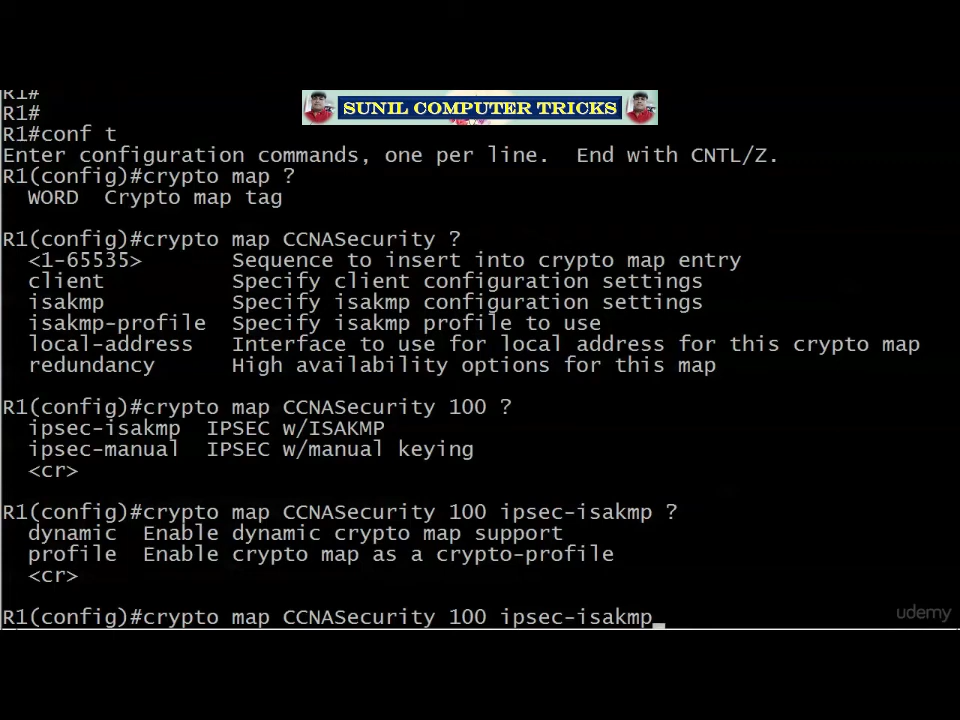 R1#
SUNIL COMPUTER TRICKS
R1#
R1#conf t
Enter configuration commands, one per line.  End with CNTL/Z.
R1(config)#crypto map ?
  WORD  Crypto map tag
R1(config)#crypto map CCNASecurity ?
  <1-65535>       Sequence to insert into crypto map entry
  client          Specify client configuration settings
  isakmp          Specify isakmp configuration settings
  isakmp-profile  Specify isakmp profile to use
  local-address   Interface to use for local address for this crypto map
  redundancy      High availability options for this map
R1(config)#crypto map CCNASecurity 100 ?
  ipsec-isakmp  IPSEC w/ISAKMP
  ipsec-manual  IPSEC w/manual keying
  <cr>
R1(config)#crypto map CCNASecurity 100 ipsec-isakmp ?
  dynamic  Enable dynamic crypto map support
  profile  Enable crypto map as a crypto-profile
  <cr>
R1(config)#crypto map CCNASecurity 100 ipsec-isakmp_
udemy